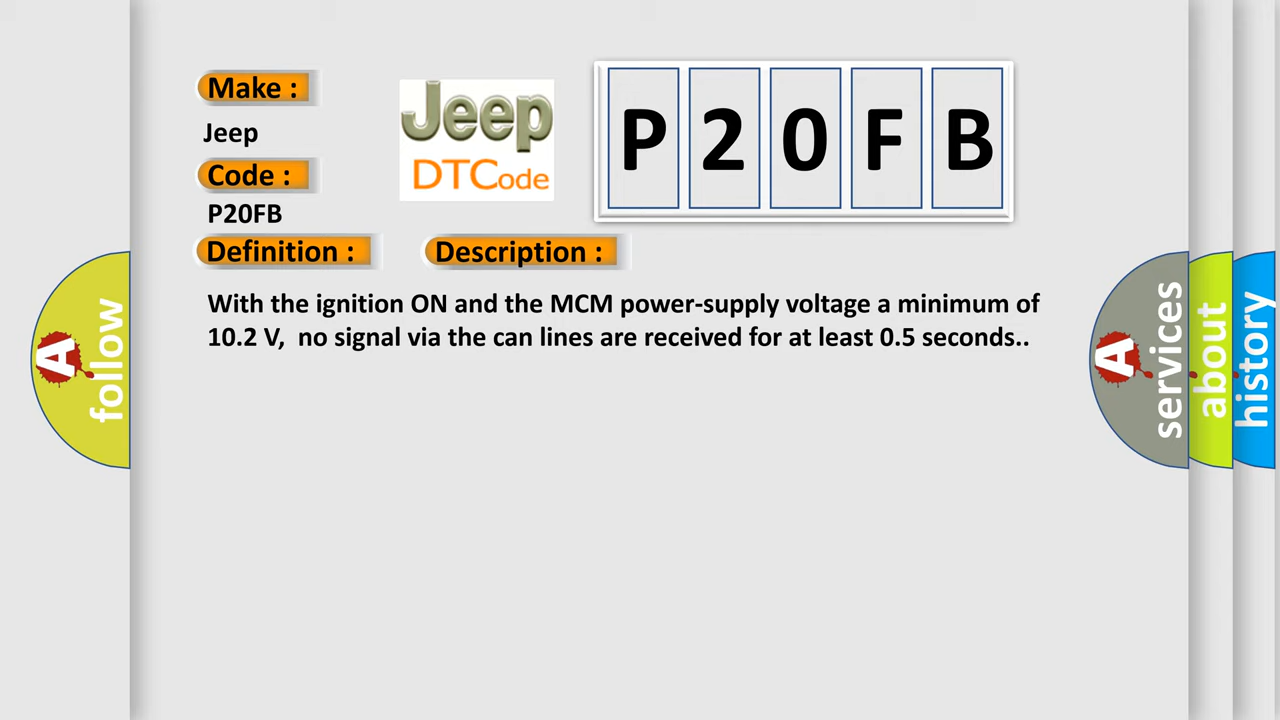 Make :
Jeep
Code :
P20FB
Definition :
Description :
With the ignition ON and the MCM power-supply voltage a minimum of
10.2 V,  no signal via the can lines are received for at least 0.5 seconds..
Jeep
DTCode
P20FB
A follow
A services
about
history